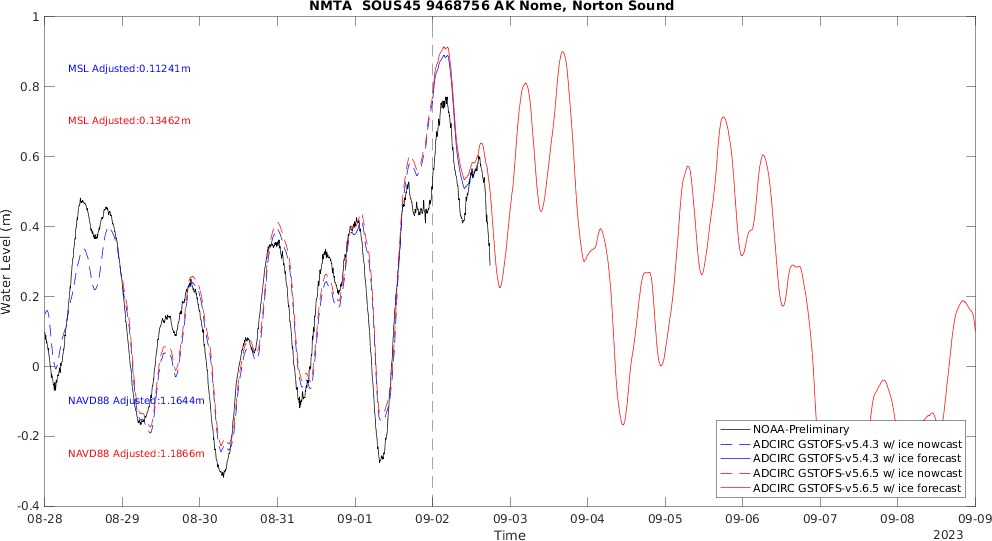 NMTA  SOUS45 9468756 AK Nome, Norton Sound
1
0.8
0.6
0.4
0.2
0
-0.2
-0.4
Water Level (m)
MSL Adjusted:0.11241m
MSL Adjusted:0.13462m
NAVD88 Adjusted:1.1644m
NAVD88 Adjusted:1.1866m
NOAA-Preliminary
ADCIRC GSTOFS-v5.4.3 w/ ice nowcast
ADCIRC GSTOFS-v5.4.3 w/ ice forecast
ADCIRC GSTOFS-v5.6.5 w/ ice nowcast
ADCIRC GSTOFS-v5.6.5 w/ ice forecast
08-28 08-29 08-30 08-31 09-01 09-02 09-03 09-04 09-05 09-06 09-07 09-08 09-09
Time
2023